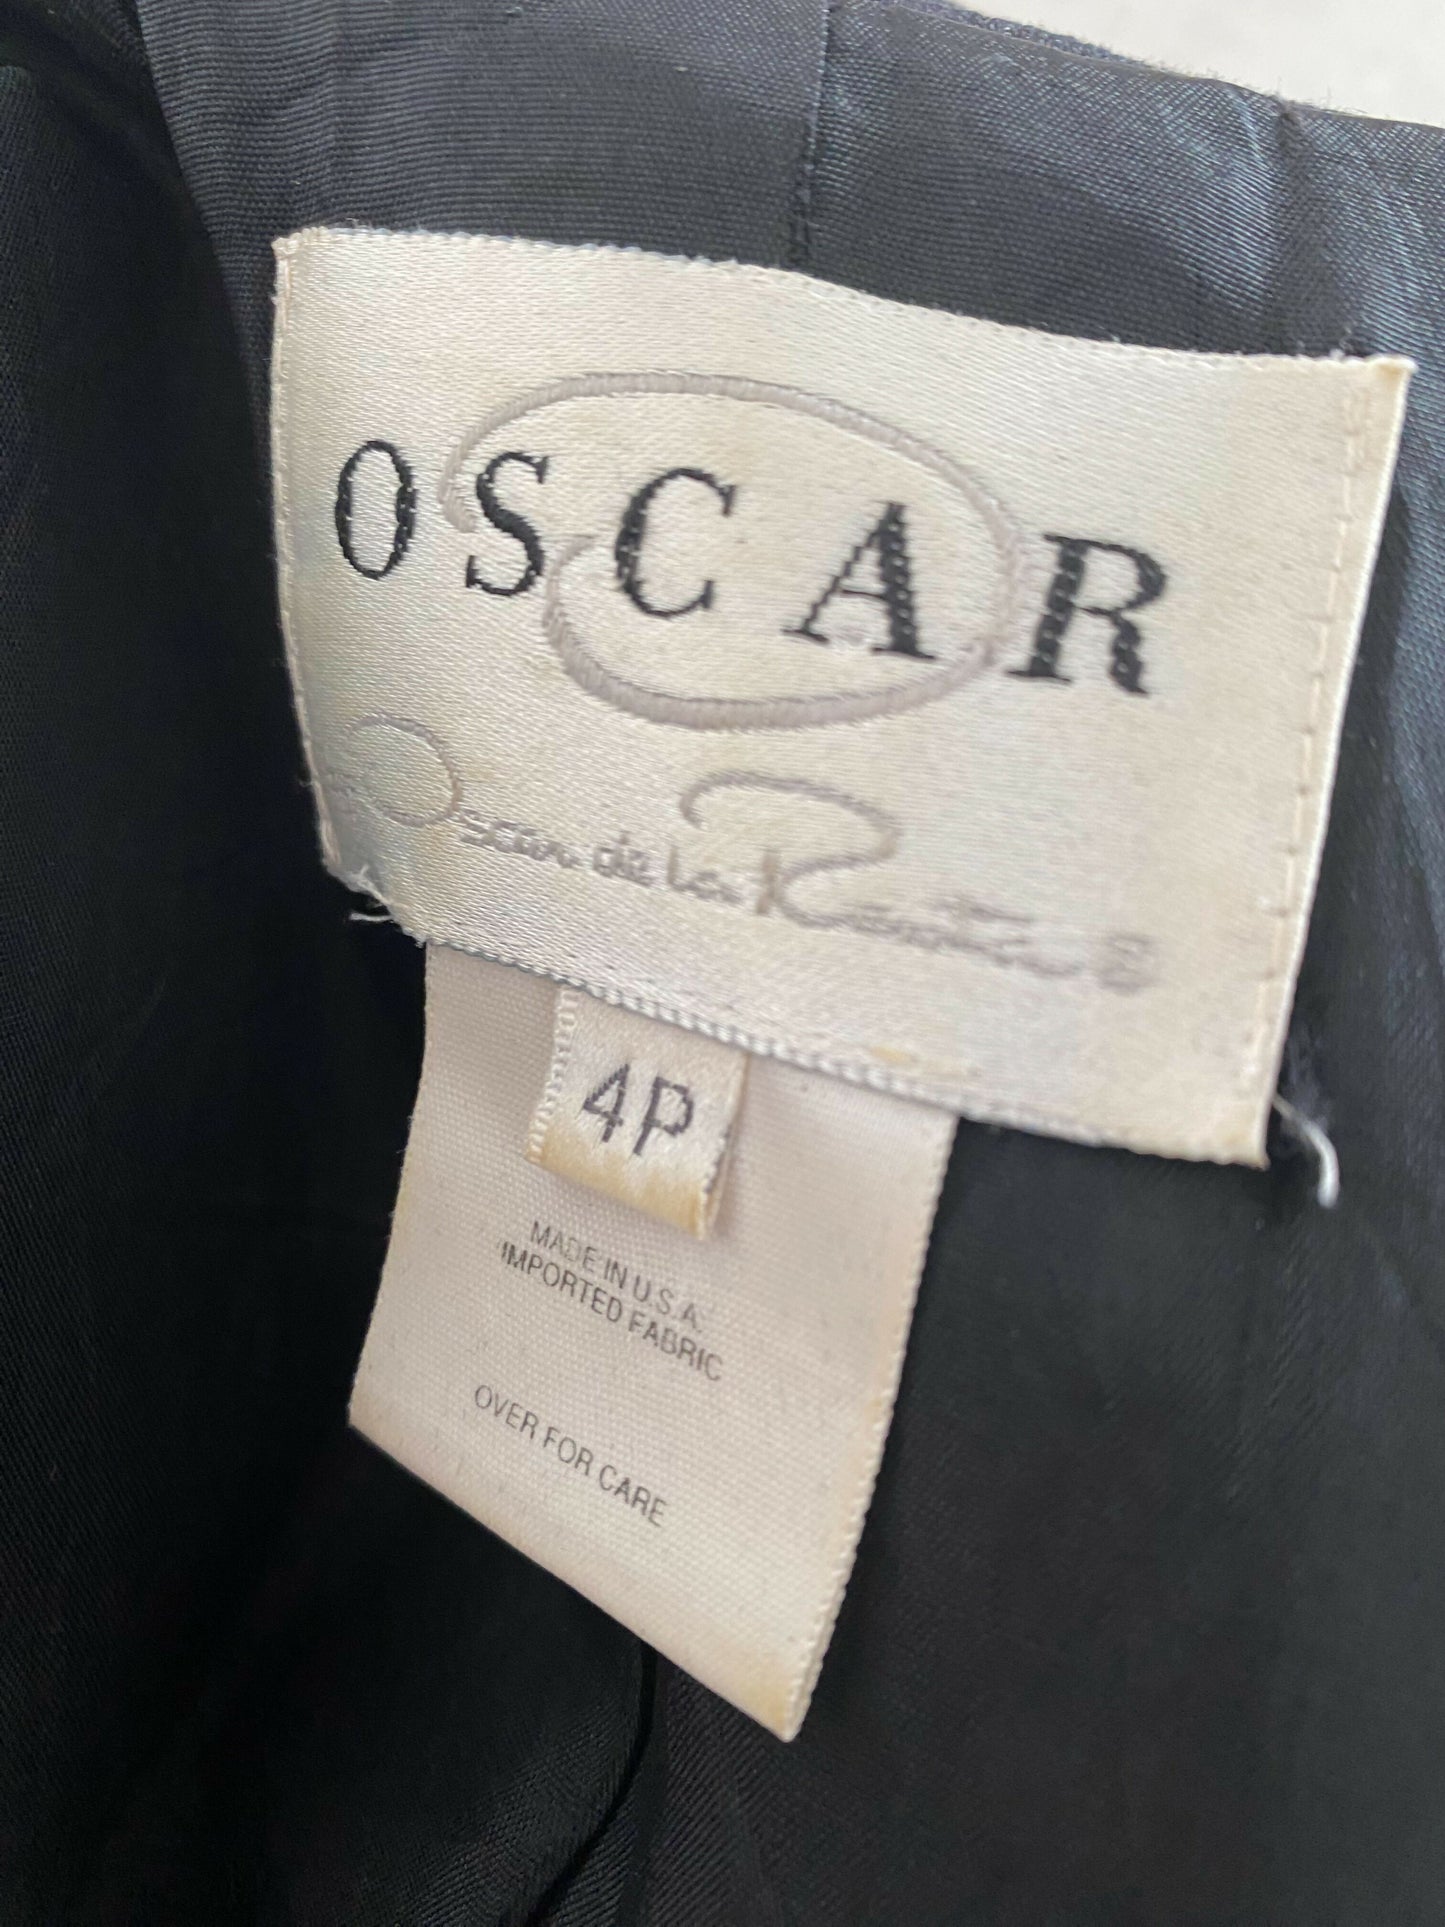 OSCAR
Oscar de la Renta ®
4P
MADE IN U.S.A.
IMPORTED FABRIC
OVER FOR CARE